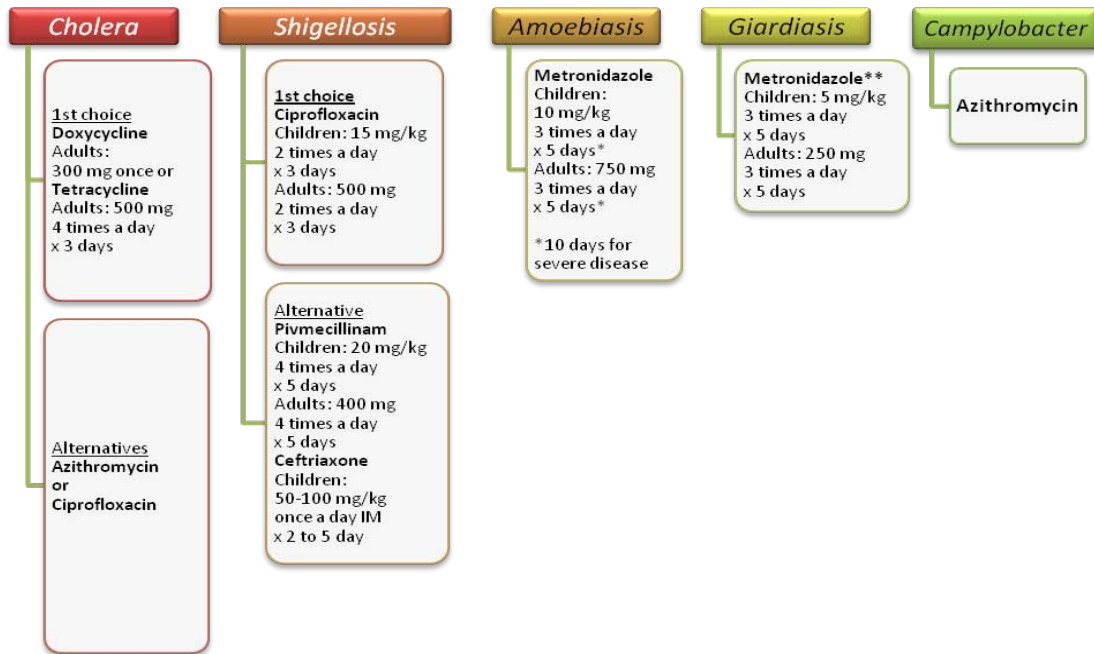 Cholera
1st choice
Doxycycline
Adults:
300 mg once or
Tetracycline
Adults: 500 mg
4 times a day
x 3 days
Alternatives
Azithromycin
or
Ciprofloxacin
Shigellosis
1st choice
Ciprofloxacin
Children: 15 mg/kg
2 times a day
x 3 days
Adults: 500 mg
2 times a day
x 3 days
Alternative
Pivmecillinam
Children: 20 mg/kg
4 times a day
x 5 days
Adults: 400 mg
4 times a day
x 5 days
Ceftriaxone
Children:
50-100 mg/kg
once a day IM
x 2 to 5 day
Amoebiasis
Metronidazole
Children:
10 mg/kg
3 times a day
x 5 days*
Adults: 750 mg
3 times a day
x 5 days*
*10 days for
severe disease
Giardiasis
Metronidazole**
Children: 5 mg/kg
3 times a day
x 5 days
Adults: 250 mg
3 times a day
x 5 days
Campylobacter
Azithromycin